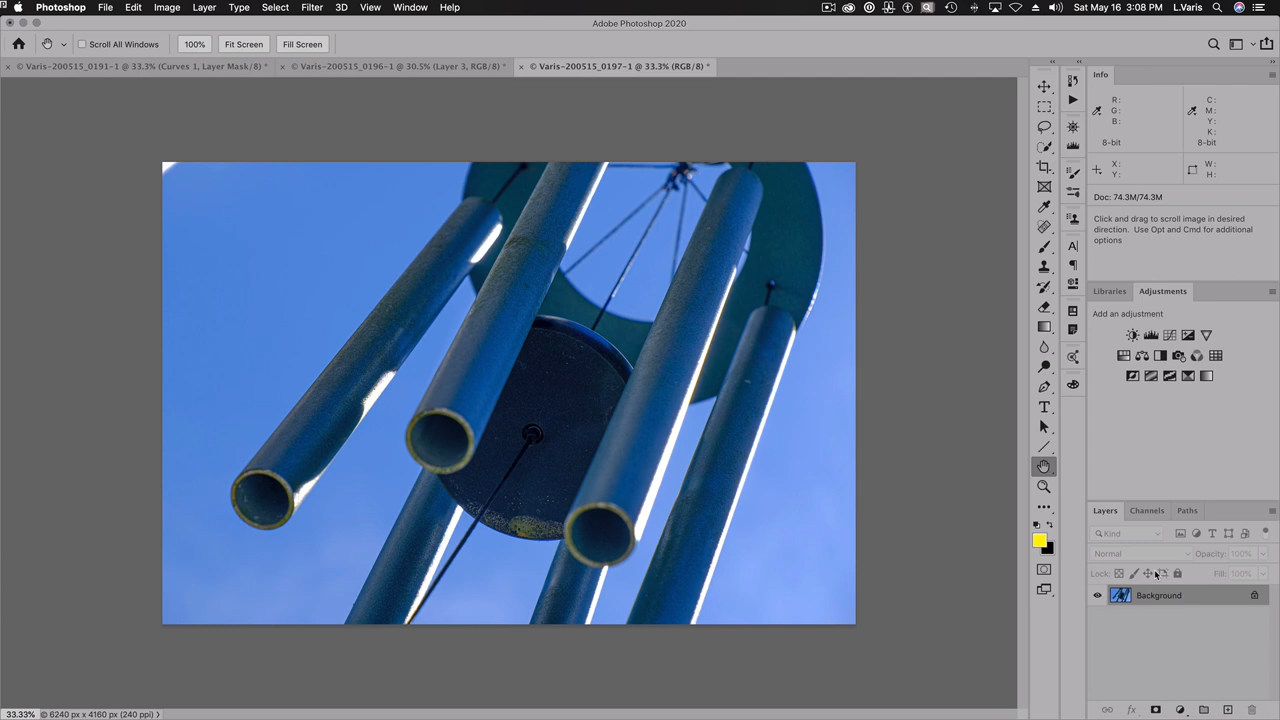 Photoshop File Edit Image Layer Type Select Filter 3D View Window Help Sat May 16 3:08 PM L.Varis
Adobe Photoshop 2020
Scroll All Windows 100% Fit Screen Fill Screen
× © Varis-200515_0191-1 @ 33.3% (Curves 1, Layer Mask/8) * × © Varis-200515_0196-1 @ 30.5% (Layer 3, RGB/8) * × © Varis-200515_0197-1 @ 33.3% (RGB/8) *
Info
R: C:
G: M:
B: Y:
K:
8-bit 8-bit
X: W:
Y: H:
Doc: 74.3M/74.3M
Click and drag to scroll image in desired
direction. Use Opt and Cmd for additional
options
Libraries Adjustments
Add an adjustment
Layers Channels Paths
Kind
Normal Opacity: 100%
Lock: Fill: 100%
Background
33.33% © 6240 px x 4160 px (240 ppi)